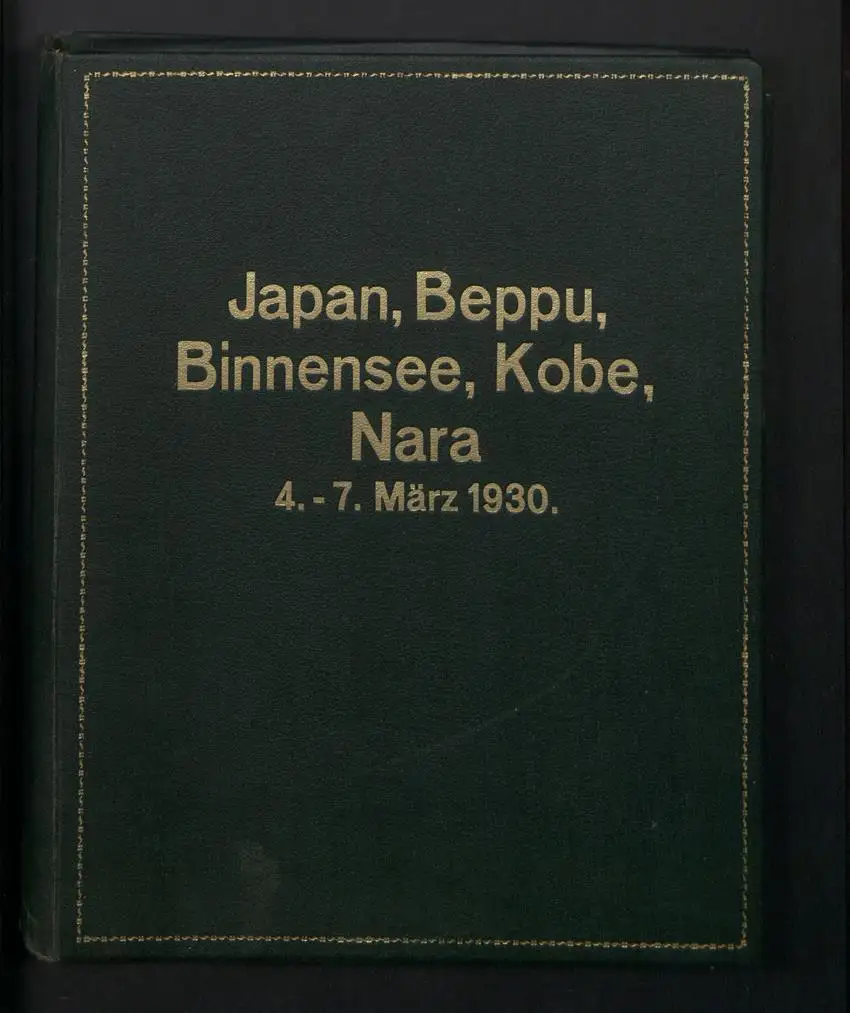 Japan, Beppu,
Binnensee, Kobe,
Nara
4. - 7. März 1930.